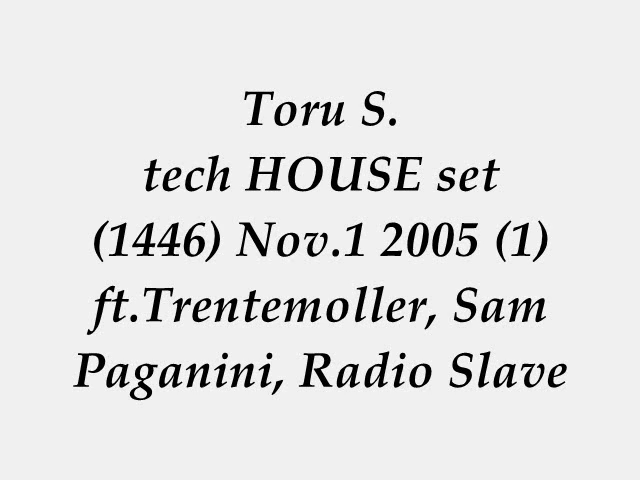 Toru S.
tech HOUSE set
(1446) Nov.1 2005 (1)
ft.Trentemoller, Sam
Paganini, Radio Slave